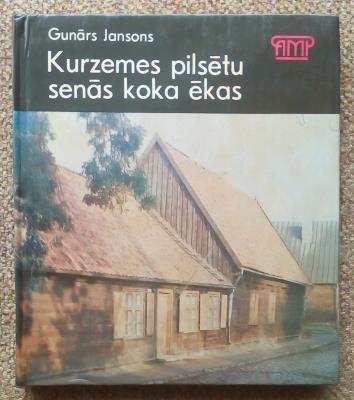 Gunārs Jansons
AMP
Kurzemes pilsētu
senās koka ēkas